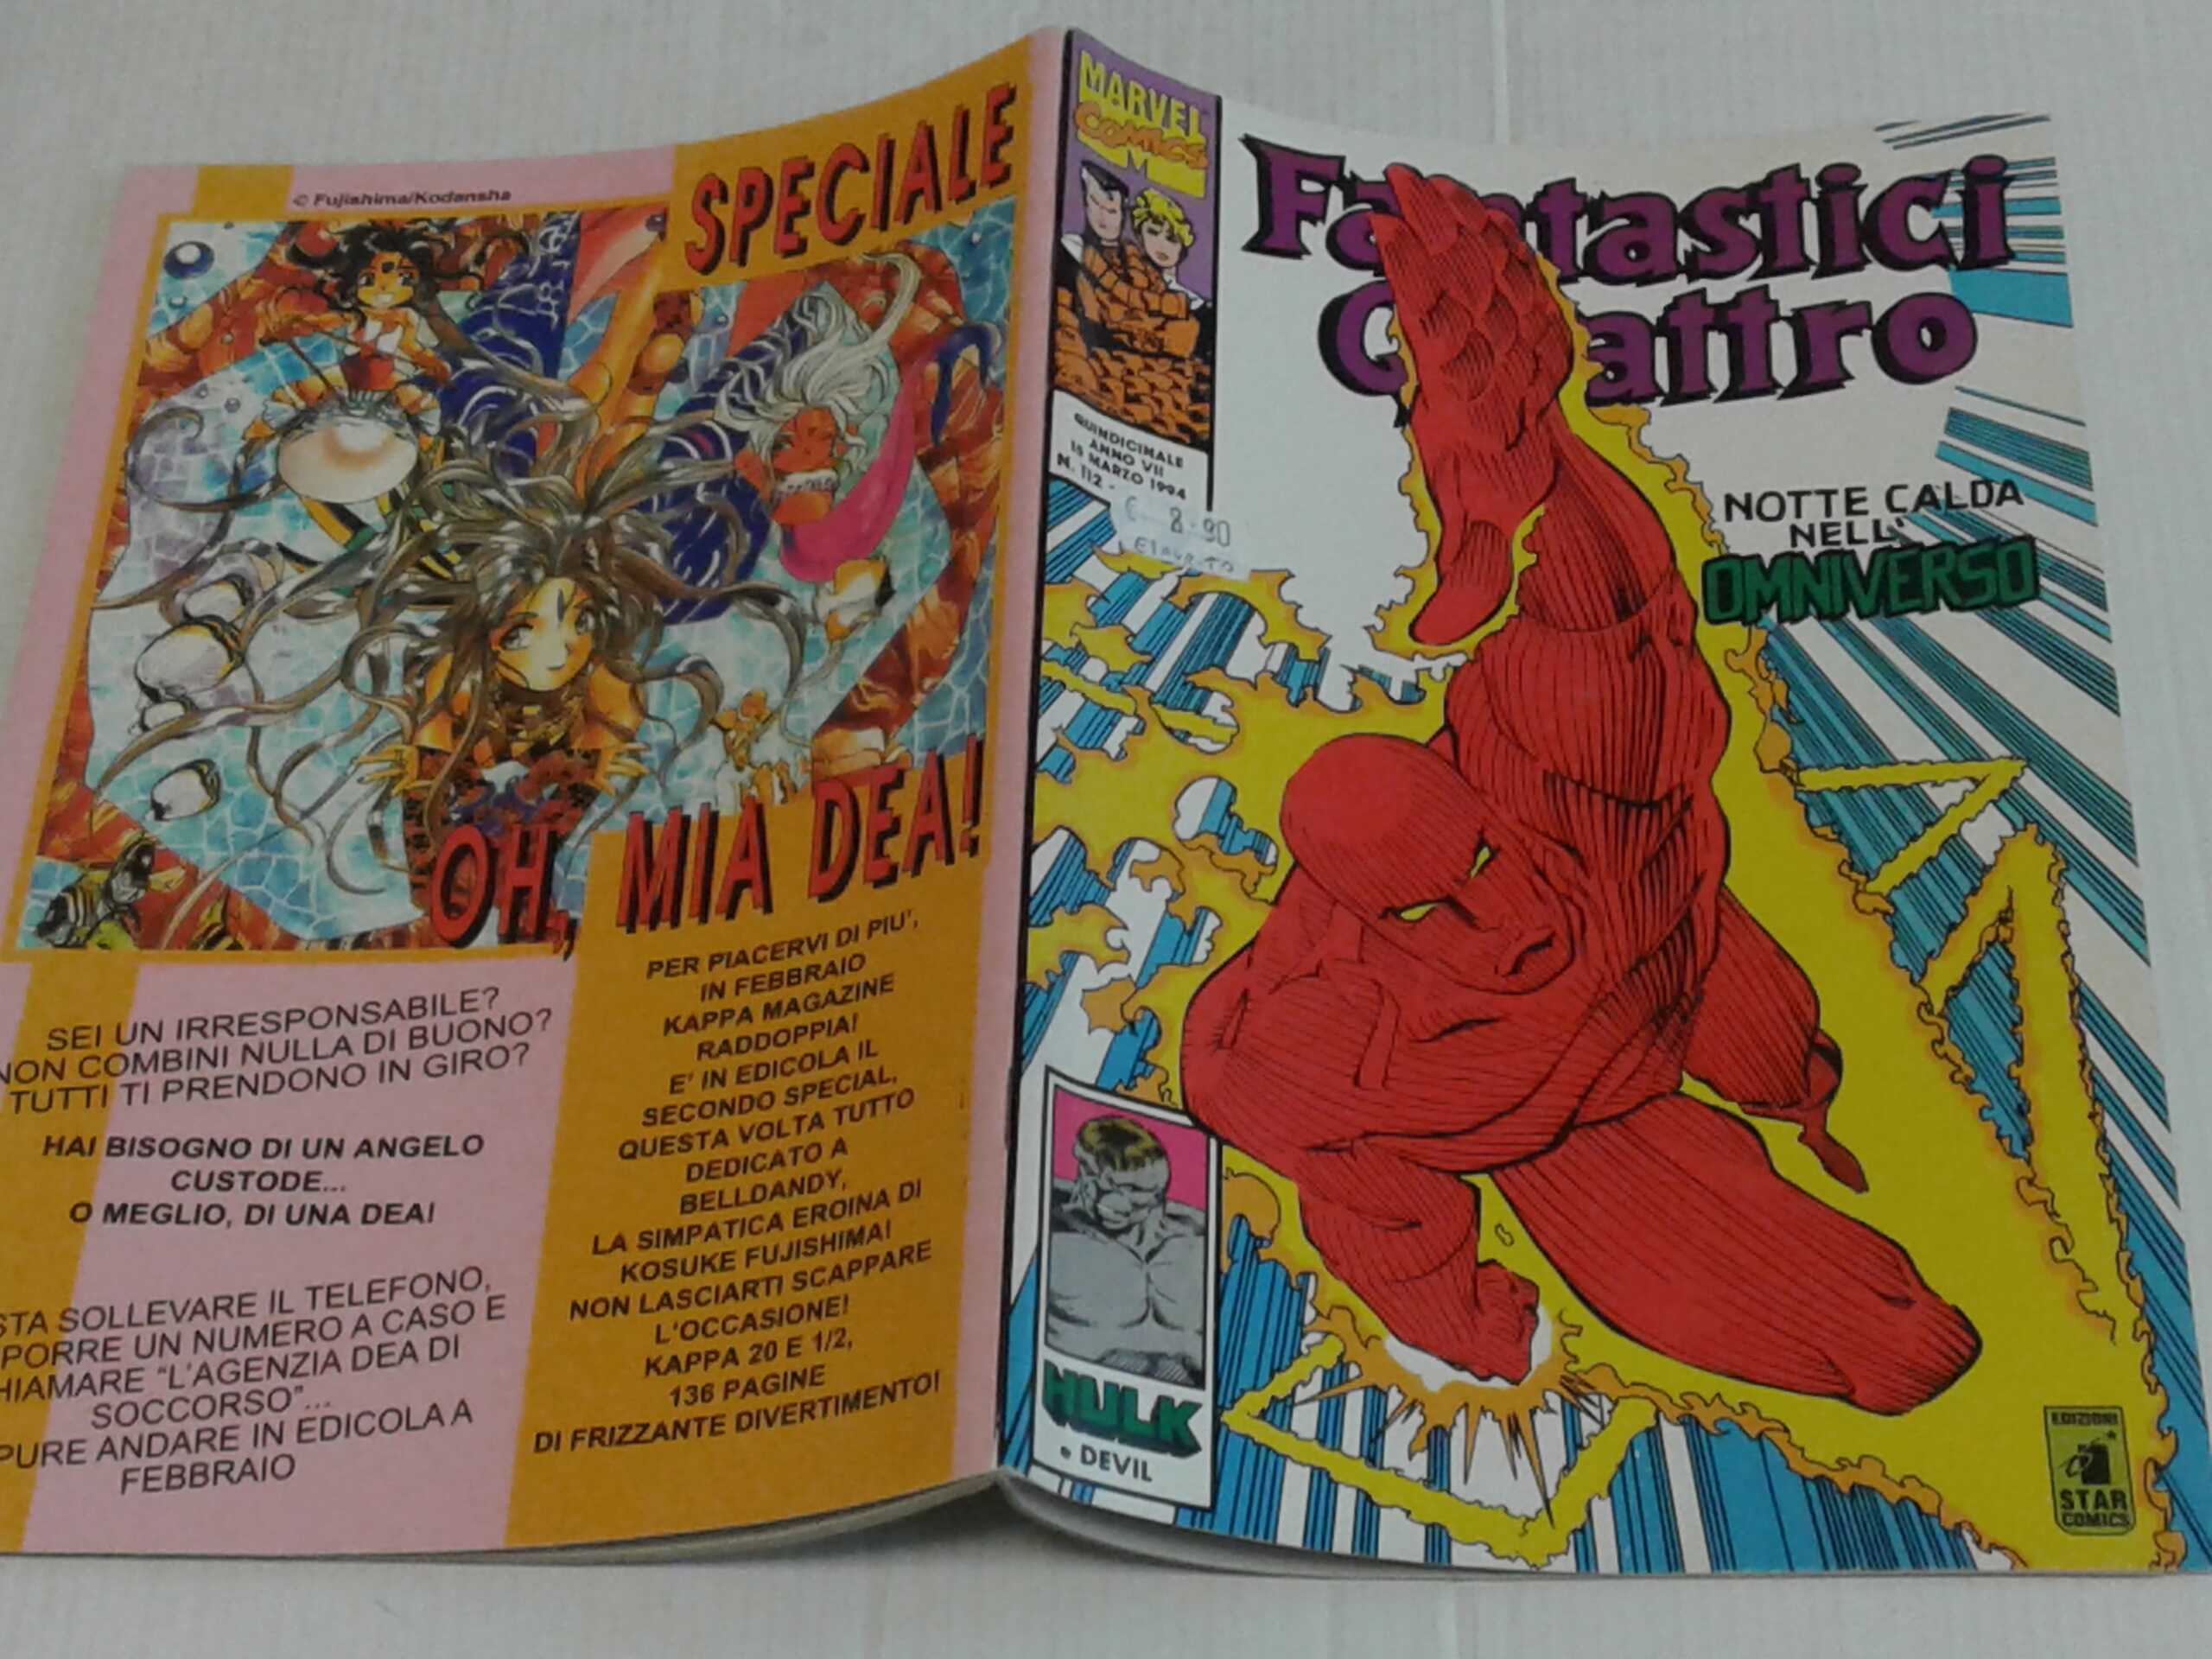 © Fujishima/Kodansha
SPECIALE
OH, MIA DEA!
SEI UN IRRESPONSABILE?
NON COMBINI NULLA DI BUONO?
TUTTI TI PRENDONO IN GIRO?
HAI BISOGNO DI UN ANGELO
CUSTODE...
O MEGLIO, DI UNA DEA!
STA SOLLEVARE IL TELEFONO,
PORRE UN NUMERO A CASO E
HIAMARE "L'AGENZIA DEA DI
SOCCORSO"...
PURE ANDARE IN EDICOLA A
FEBBRAIO
PER PIACERVI DI PIU',
IN FEBBRAIO
KAPPA MAGAZINE
RADDOPPIA!
E' IN EDICOLA IL
SECONDO SPECIAL,
QUESTA VOLTA TUTTO
DEDICATO A
BELLDANDY,
LA SIMPATICA EROINA DI
KOSUKE FUJISHIMA!
NON LASCIARTI SCAPPARE
L'OCCASIONE!
KAPPA 20 E 1/2,
136 PAGINE
DI FRIZZANTE DIVERTIMENTO!
MARVEL
COMICS
QUINDICINALE
ANNO VII
15 MARZO 1994
N. 112 -
€ 2.90
Fantastici
Quattro
NOTTE CALDA
NELL'
OMNIVERSO
HULK
e DEVIL
EDIZIONI
STAR
COMICS